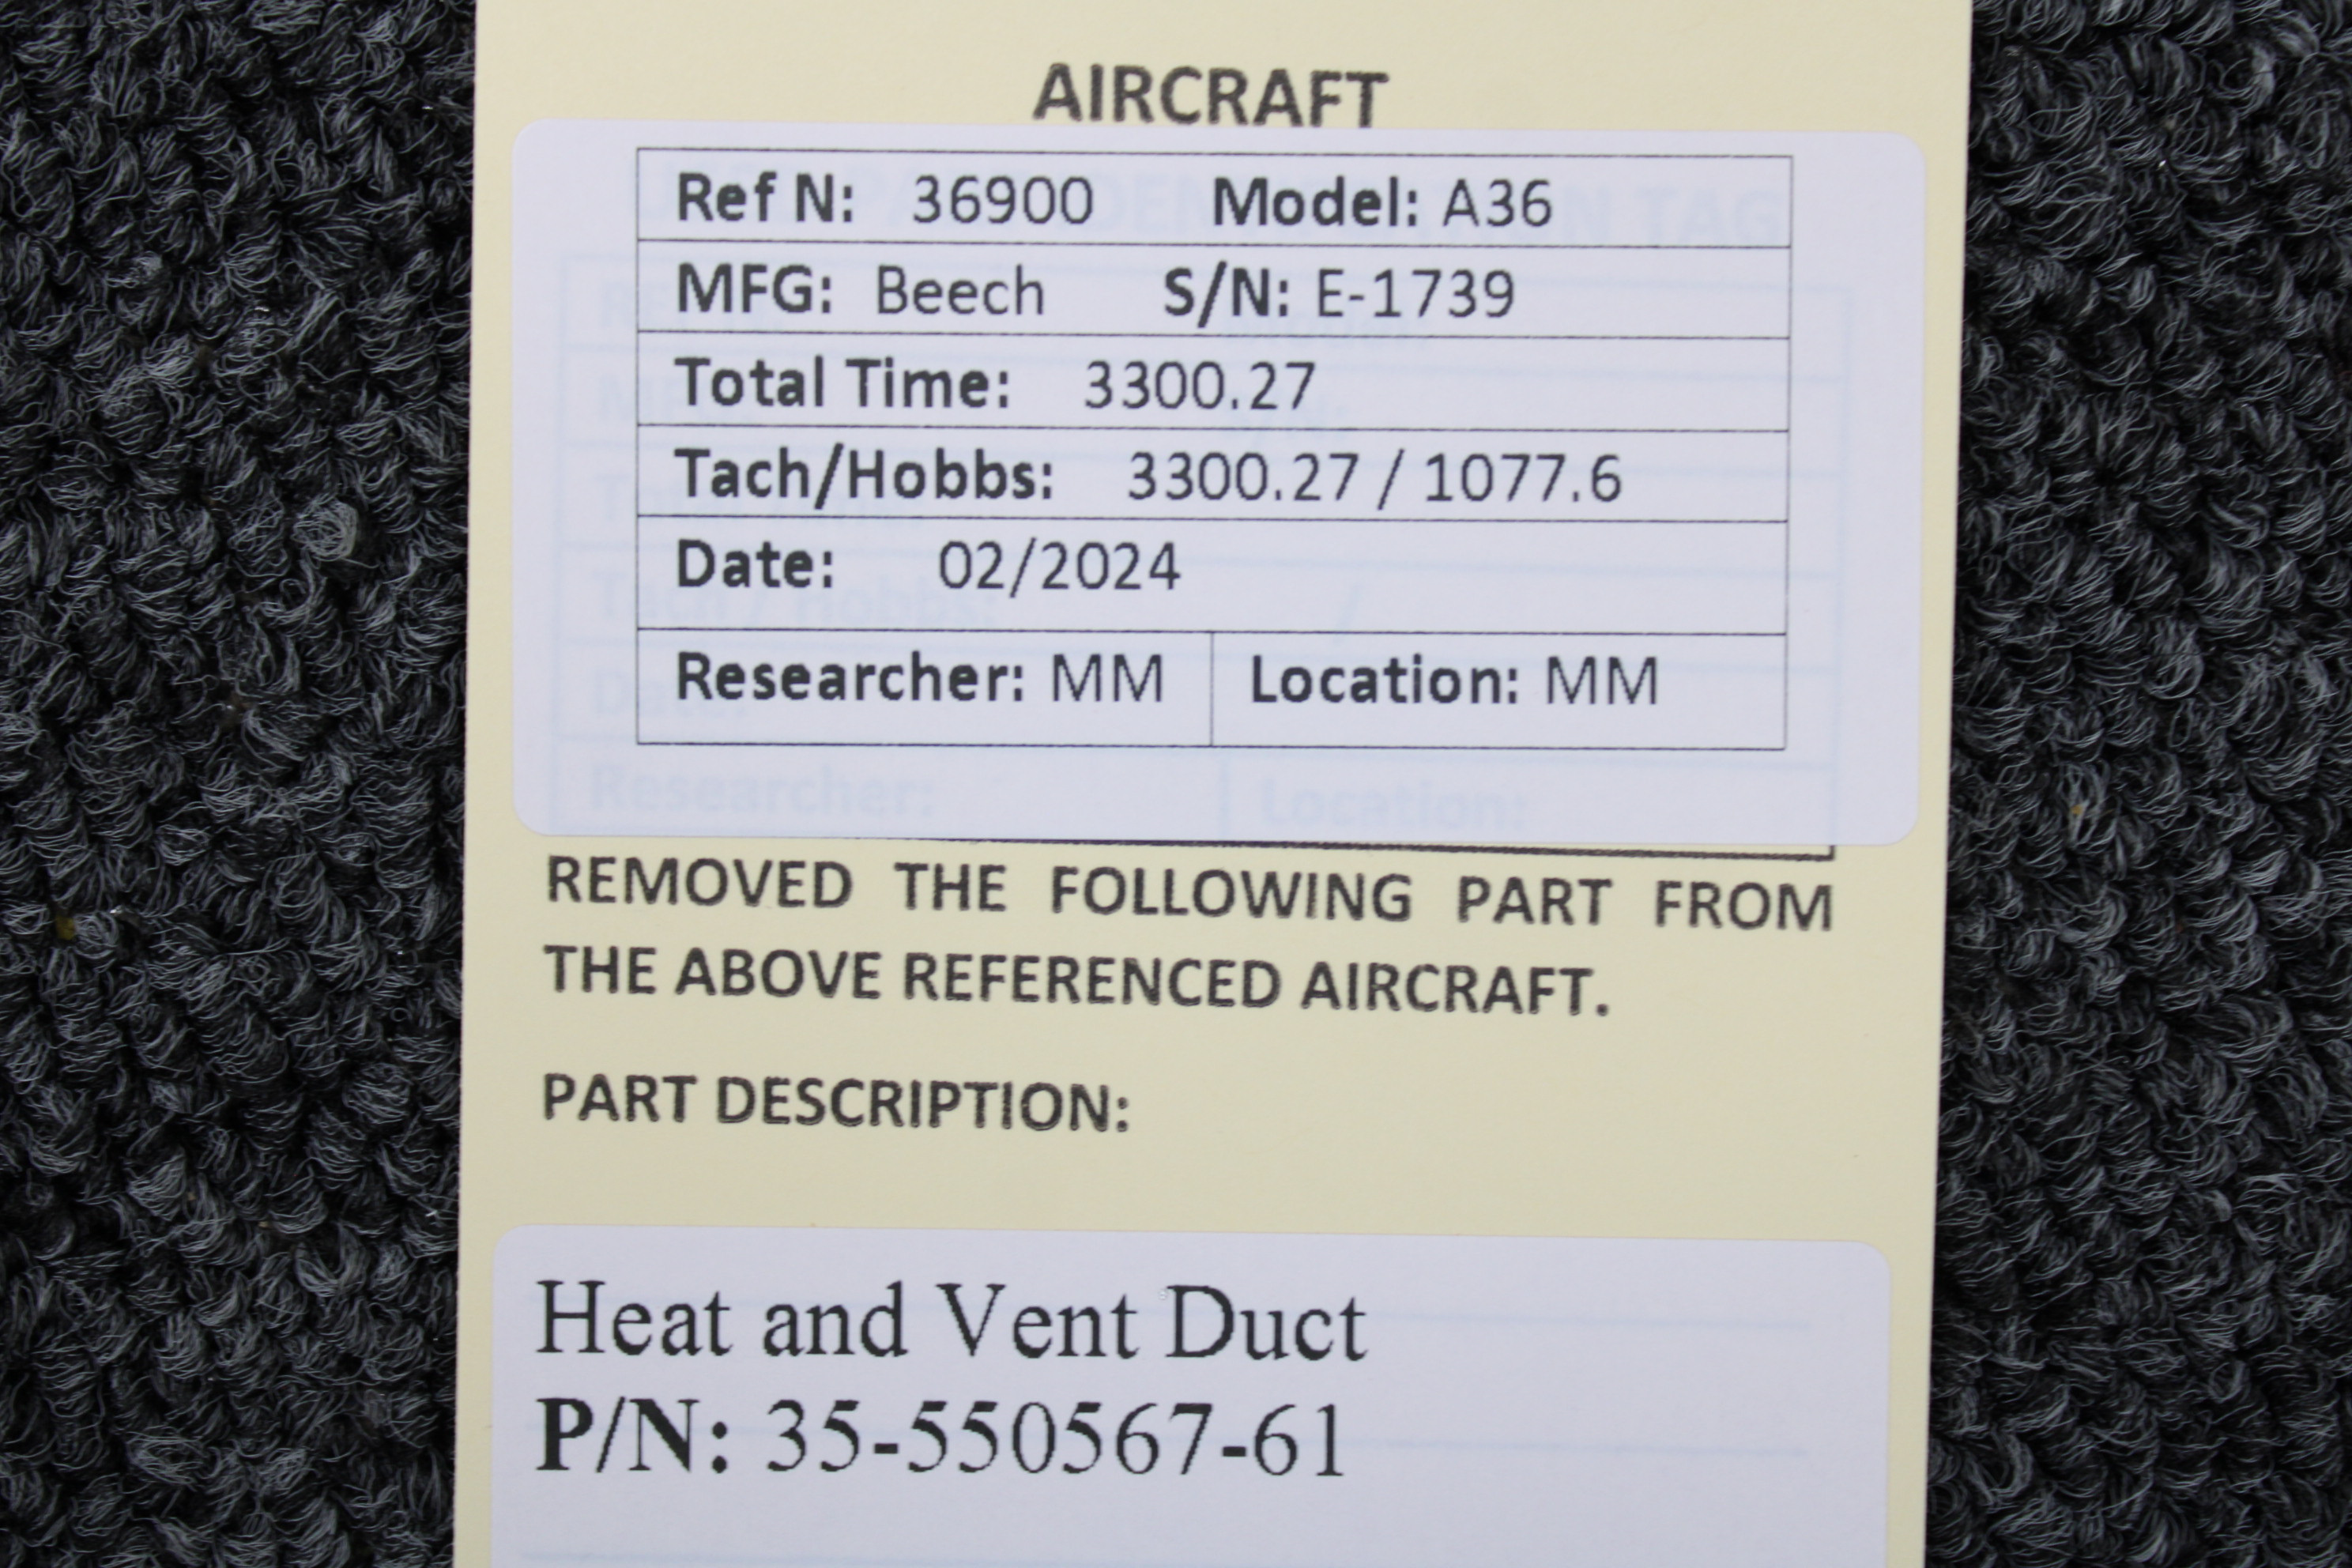 AIRCRAFT
Ref N: 36900 Model: A36
MFG: Beech S/N: E-1739
Total Time: 3300.27
Tach/Hobbs: 3300.27 / 1077.6
Date: 02/2024
Researcher: MM Location: MM
Researcher: Location:
REMOVED THE FOLLOWING PART FROM
THE ABOVE REFERENCED AIRCRAFT.
PART DESCRIPTION:
Heat and Vent Duct
P/N: 35-550567-61